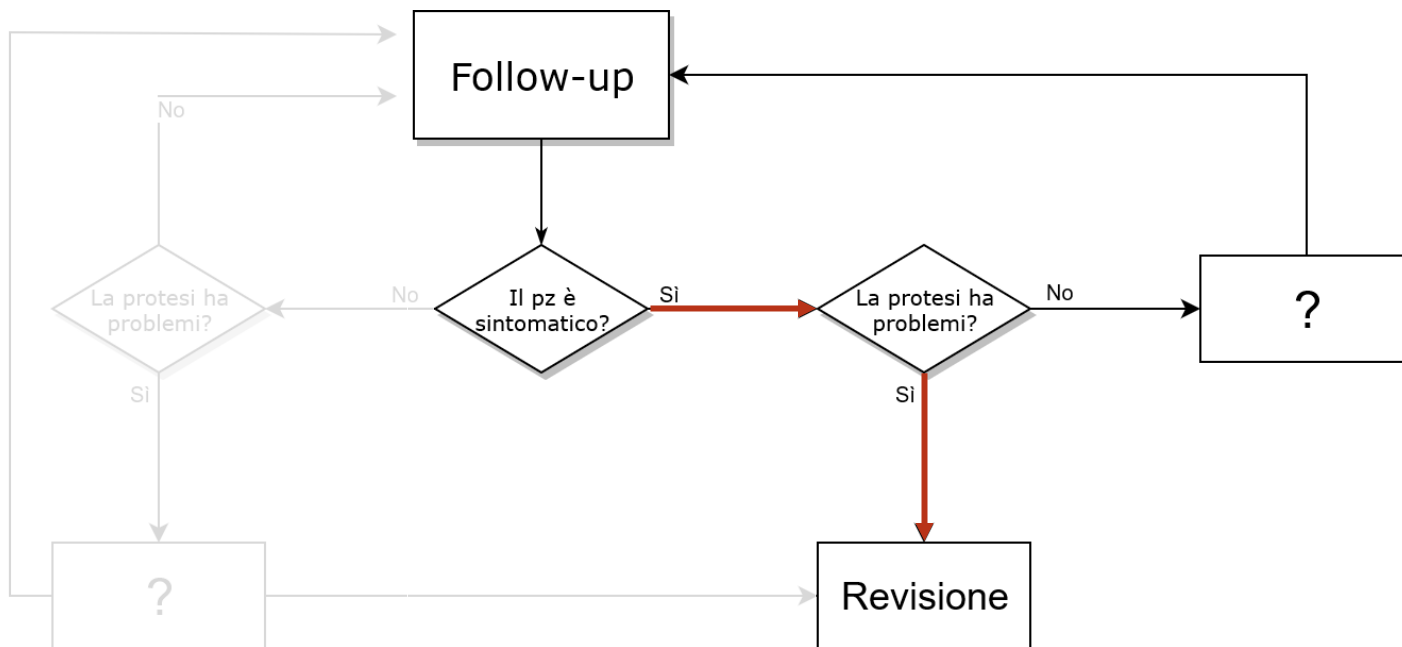 Follow-up
No
La protesi ha
problemi?
No
Il pz è
sintomatico?
Sì
La protesi ha
problemi?
No
?
Sì
Sì
?
Revisione